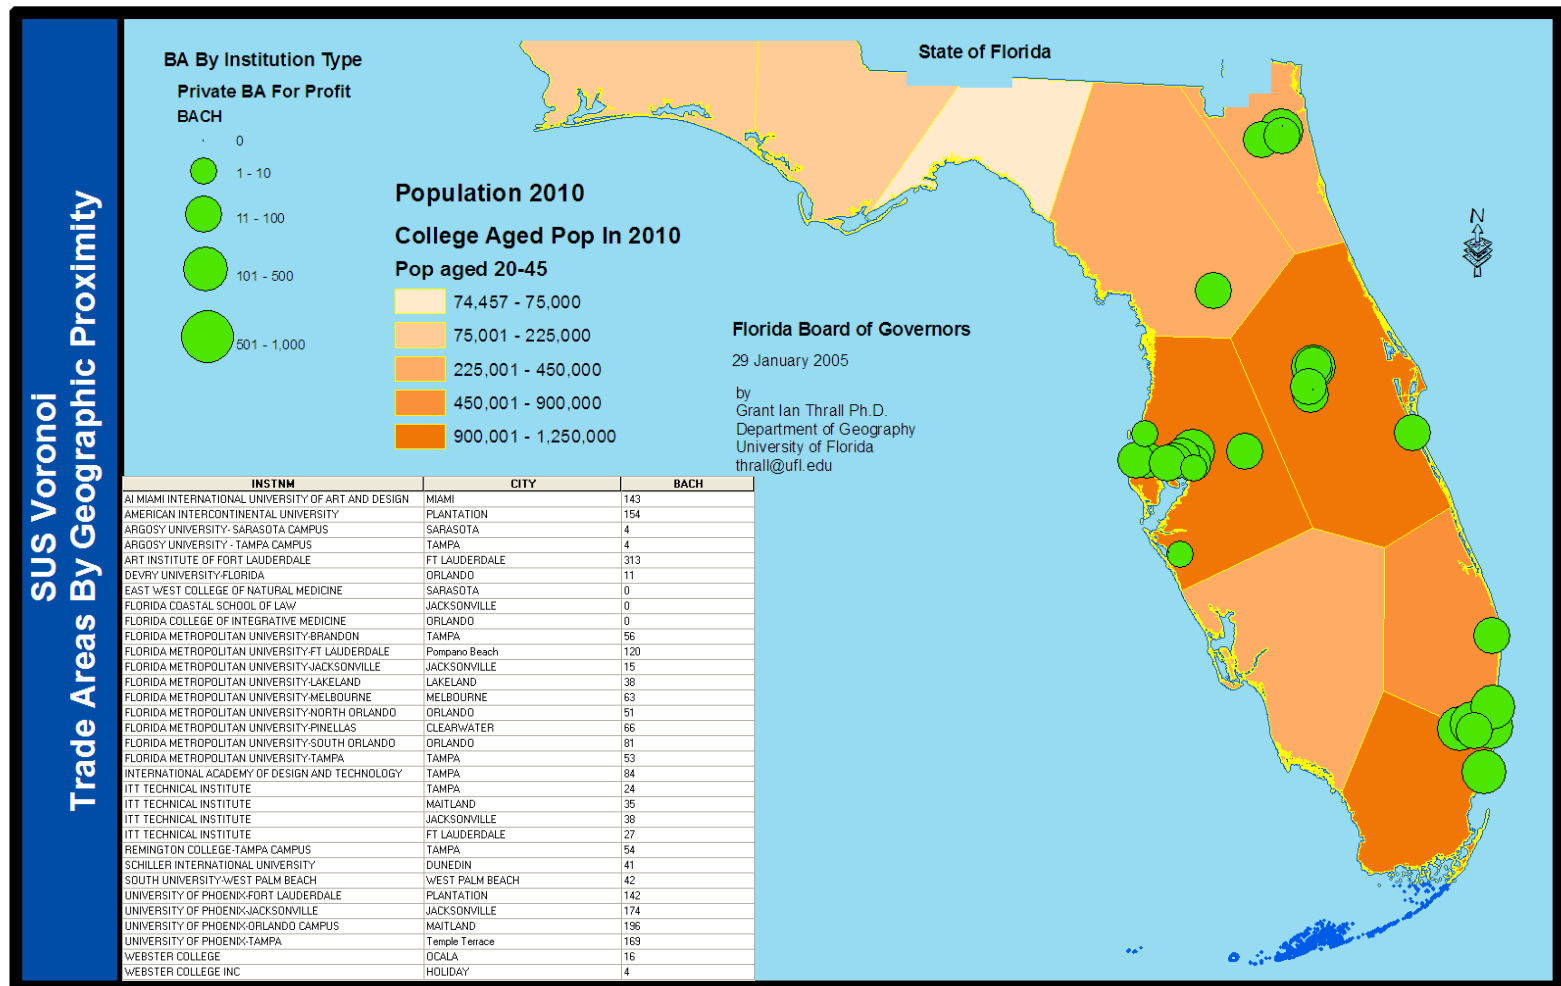 SUS Voronoi
Trade Areas By Geographic Proximity
BA By Institution Type
Private BA For Profit
BACH
0
1 - 10
11 - 100
101 - 500
501 - 1,000
Population 2010
College Aged Pop In 2010
Pop aged 20-45
74,457 - 75,000
75,001 - 225,000
225,001 - 450,000
450,001 - 900,000
900,001 - 1,250,000
State of Florida
N
Florida Board of Governors
29 January 2005
by
Grant Ian Thrall Ph.D.
Department of Geography
University of Florida
thrall@ufl.edu
INSTNM CITY BACH
AI MIAMI INTERNATIONAL UNIVERSITY OF ART AND DESIGN MIAMI 143
AMERICAN INTERCONTINENTAL UNIVERSITY PLANTATION 154
ARGOSY UNIVERSITY- SARASOTA CAMPUS SARASOTA 4
ARGOSY UNIVERSITY - TAMPA CAMPUS TAMPA 4
ART INSTITUTE OF FORT LAUDERDALE FT LAUDERDALE 313
DEVRY UNIVERSITY-FLORIDA ORLANDO 11
EAST WEST COLLEGE OF NATURAL MEDICINE SARASOTA 0
FLORIDA COASTAL SCHOOL OF LAW JACKSONVILLE 0
FLORIDA COLLEGE OF INTEGRATIVE MEDICINE ORLANDO 0
FLORIDA METROPOLITAN UNIVERSITY-BRANDON TAMPA 56
FLORIDA METROPOLITAN UNIVERSITY-FT LAUDERDALE Pompano Beach 120
FLORIDA METROPOLITAN UNIVERSITY-JACKSONVILLE JACKSONVILLE 15
FLORIDA METROPOLITAN UNIVERSITY-LAKELAND LAKELAND 38
FLORIDA METROPOLITAN UNIVERSITY-MELBOURNE MELBOURNE 63
FLORIDA METROPOLITAN UNIVERSITY-NORTH ORLANDO ORLANDO 51
FLORIDA METROPOLITAN UNIVERSITY-PINELLAS CLEARWATER 66
FLORIDA METROPOLITAN UNIVERSITY-SOUTH ORLANDO ORLANDO 81
FLORIDA METROPOLITAN UNIVERSITY-TAMPA TAMPA 53
INTERNATIONAL ACADEMY OF DESIGN AND TECHNOLOGY TAMPA 84
ITT TECHNICAL INSTITUTE TAMPA 24
ITT TECHNICAL INSTITUTE MAITLAND 35
ITT TECHNICAL INSTITUTE JACKSONVILLE 38
ITT TECHNICAL INSTITUTE FT LAUDERDALE 27
REMINGTON COLLEGE-TAMPA CAMPUS TAMPA 54
SCHILLER INTERNATIONAL UNIVERSITY DUNEDIN 41
SOUTH UNIVERSITY-WEST PALM BEACH WEST PALM BEACH 42
UNIVERSITY OF PHOENIX-FORT LAUDERDALE PLANTATION 142
UNIVERSITY OF PHOENIX-JACKSONVILLE JACKSONVILLE 174
UNIVERSITY OF PHOENIX-ORLANDO CAMPUS MAITLAND 196
UNIVERSITY OF PHOENIX-TAMPA Temple Terrace 169
WEBSTER COLLEGE OCALA 16
WEBSTER COLLEGE INC HOLIDAY 4